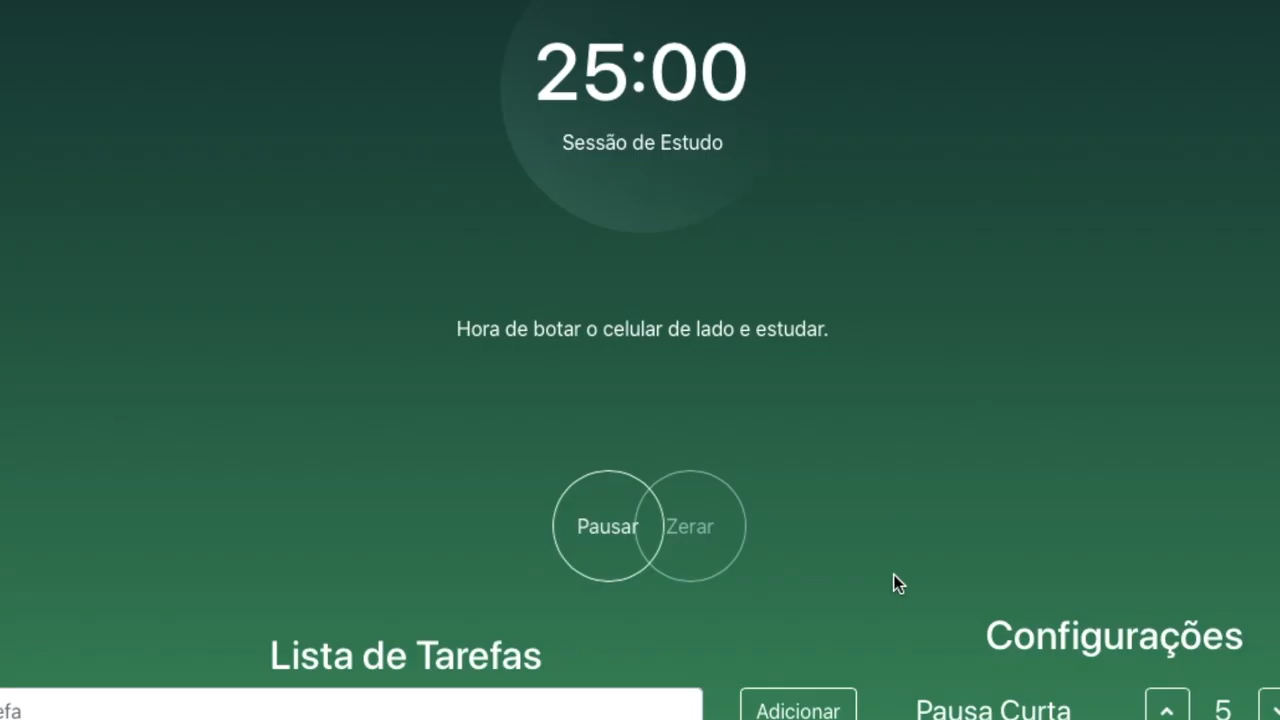 25:00
Sessão de Estudo
Hora de botar o celular de lado e estudar.
Pausar Zerar
Configurações
Lista de Tarefas
efa
Adicionar
Pausa Curta
5